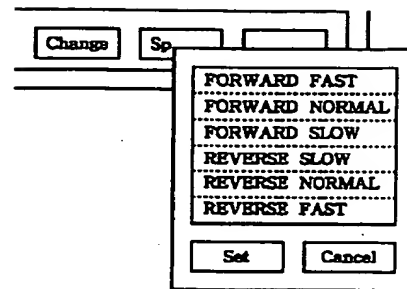 Change Sp
FORWARD FAST
FORWARD NORMAL
FORWARD SLOW
REVERSE SLOW
REVERSE NORMAL
REVERSE FAST
Set Cancel